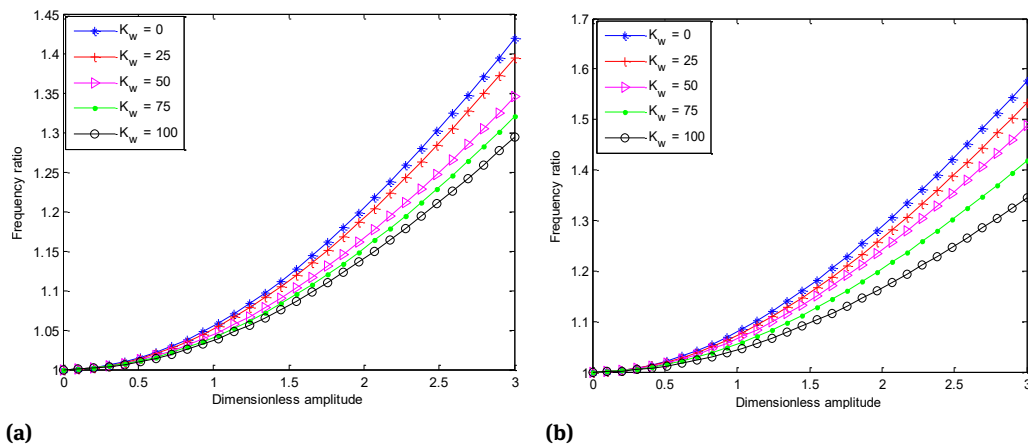 1.45
1.4
1.35
1.3
1.25
1.2
1.15
1.1
1.05
1
Frequency ratio
K_w = 0
K_w = 25
K_w = 50
K_w = 75
K_w = 100
0 0.5 1 1.5 2 2.5 3
Dimensionless amplitude
(a)
1.7
1.6
1.5
1.4
1.3
1.2
1.1
1
Frequency ratio
K_w = 0
K_w = 25
K_w = 50
K_w = 75
K_w = 100
0 0.5 1 1.5 2 2.5 3
Dimensionless amplitude
(b)